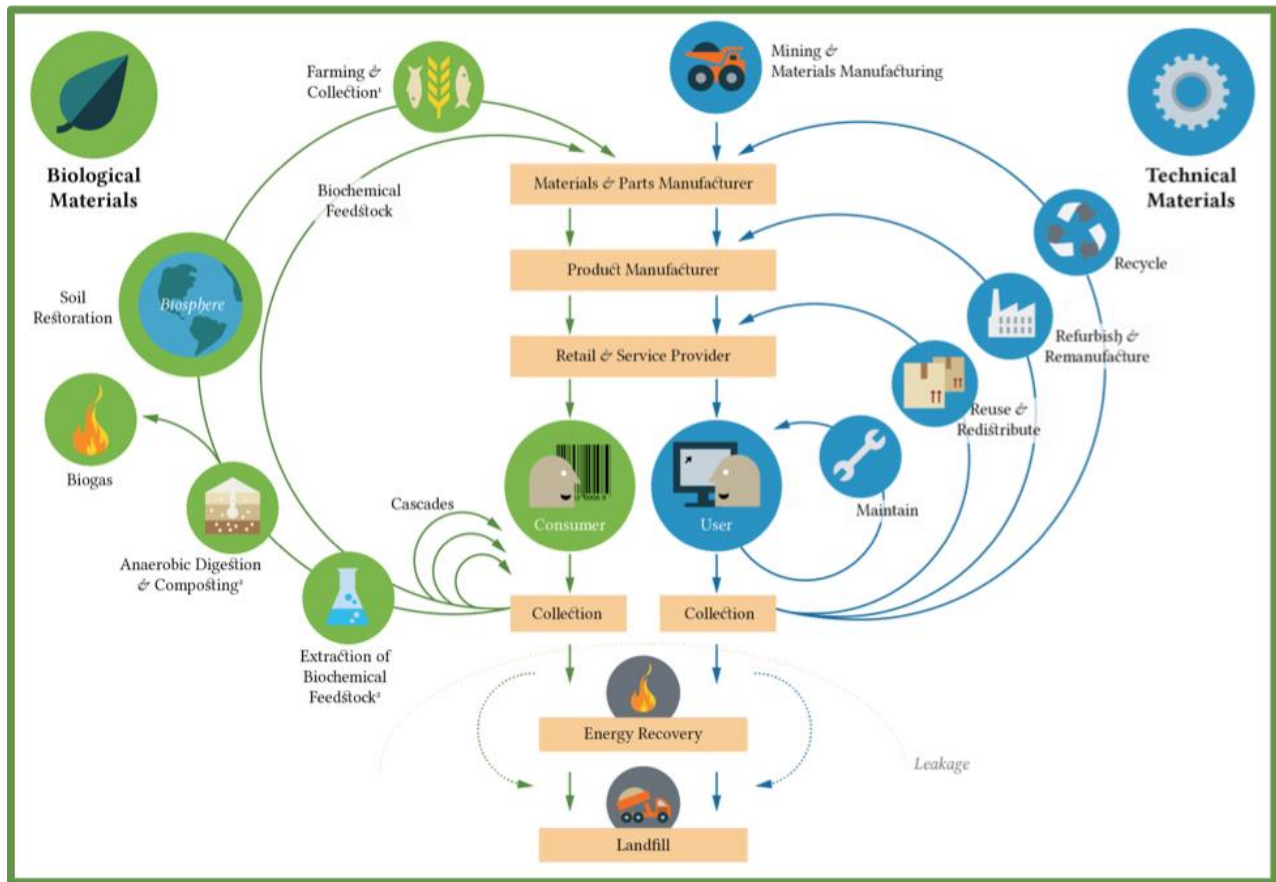 Biological
Materials
Farming &
Collection¹
Mining &
Materials Manufacturing
Technical
Materials
Biochemical
Feedstock
Materials & Parts Manufacturer
Recycle
Product Manufacturer
Soil
Restoration
Biosphere
Refurbish &
Remanufacture
Retail & Service Provider
Reuse &
Redistribute
Biogas
Cascades
Consumer
User
Maintain
Anaerobic Digestion
& Composting²
Collection
Collection
Extraction of
Biochemical
Feedstock²
Energy Recovery
Leakage
Landfill